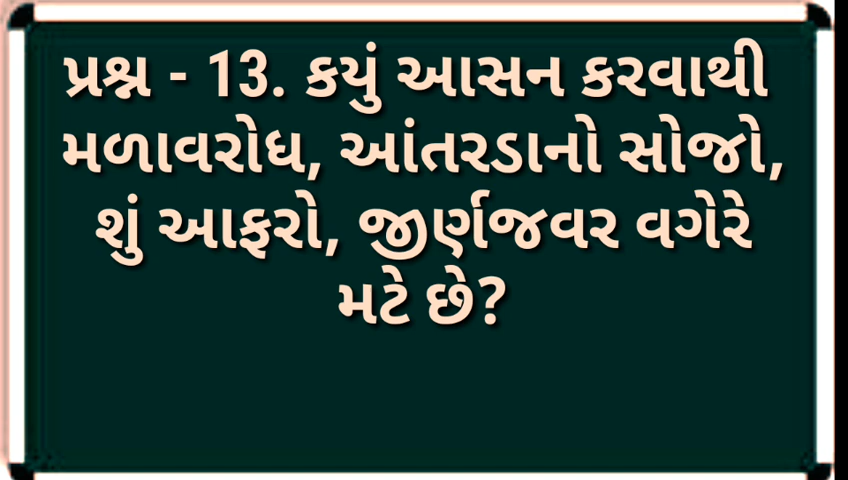 પ્રશ્ન - 13. કયું આસન કરવાથી
મળાવરોધ, આંતરડાનો સોજો,
શું આફરો, જીર્ણજવર વગેરે
મટે છે?